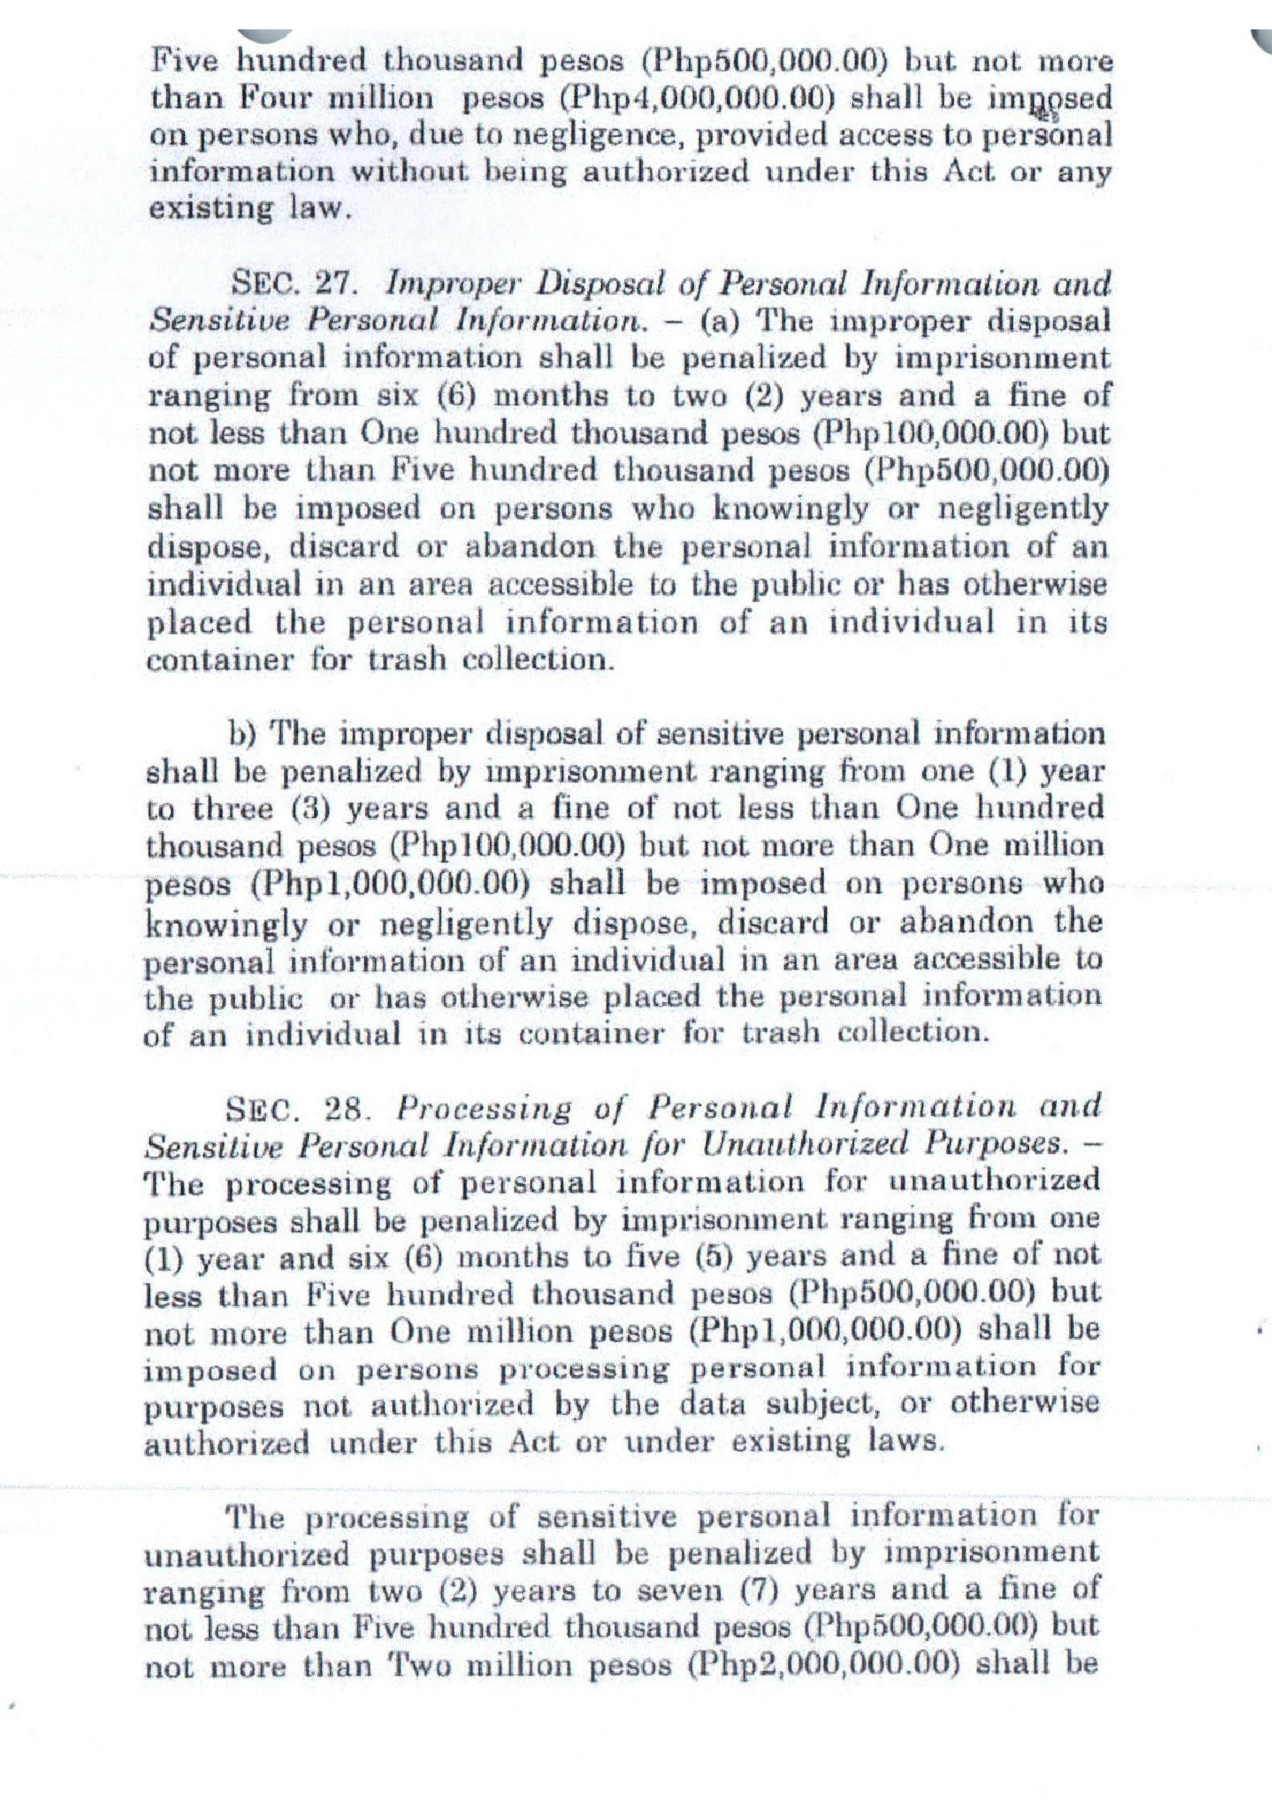 Five hundred thousand pesos (Php500,000.00) but not more
than Four million pesos (Php4,000,000.00) shall be imposed
on persons who, due to negligence, provided access to personal
information without being authorized under this Act or any
existing law.
SEC. 27. Improper Disposal of Personal Information and
Sensitive Personal Information. – (a) The improper disposal
of personal information shall be penalized by imprisonment
ranging from six (6) months to two (2) years and a fine of
not less than One hundred thousand pesos (Php100,000.00) but
not more than Five hundred thousand pesos (Php500,000.00)
shall be imposed on persons who knowingly or negligently
dispose, discard or abandon the personal information of an
individual in an area accessible to the public or has otherwise
placed the personal information of an individual in its
container for trash collection.
b) The improper disposal of sensitive personal information
shall be penalized by imprisonment ranging from one (1) year
to three (3) years and a fine of not less than One hundred
thousand pesos (Php100,000.00) but not more than One million
pesos (Php1,000,000.00) shall be imposed on persons who
knowingly or negligently dispose, discard or abandon the
personal information of an individual in an area accessible to
the public or has otherwise placed the personal information
of an individual in its container for trash collection.
SEC. 28. Processing of Personal Information and
Sensitive Personal Information for Unauthorized Purposes. –
The processing of personal information for unauthorized
purposes shall be penalized by imprisonment ranging from one
(1) year and six (6) months to five (5) years and a fine of not
less than Five hundred thousand pesos (Php500,000.00) but
not more than One million pesos (Php1,000,000.00) shall be
imposed on persons processing personal information for
purposes not authorized by the data subject, or otherwise
authorized under this Act or under existing laws.
The processing of sensitive personal information for
unauthorized purposes shall be penalized by imprisonment
ranging from two (2) years to seven (7) years and a fine of
not less than Five hundred thousand pesos (Php500,000.00) but
not more than Two million pesos (Php2,000,000.00) shall be